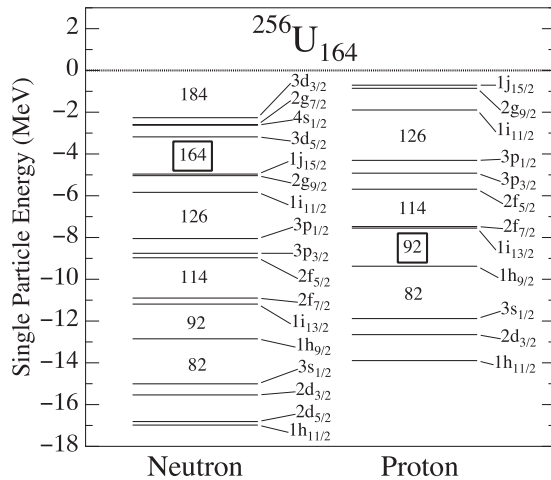 256U164
Single Particle Energy (MeV)
2
0
−2
−4
−6
−8
−10
−12
−14
−16
−18
184
164
126
114
92
82
3d3/2
2g7/2
4s1/2
3d5/2
1j15/2
2g9/2
1i11/2
3p1/2
3p3/2
2f5/2
2f7/2
1i13/2
1h9/2
3s1/2
2d3/2
2d5/2
1h11/2
126
114
92
82
1j15/2
2g9/2
1i11/2
3p1/2
3p3/2
2f5/2
2f7/2
1i13/2
1h9/2
3s1/2
2d3/2
1h11/2
Neutron
Proton